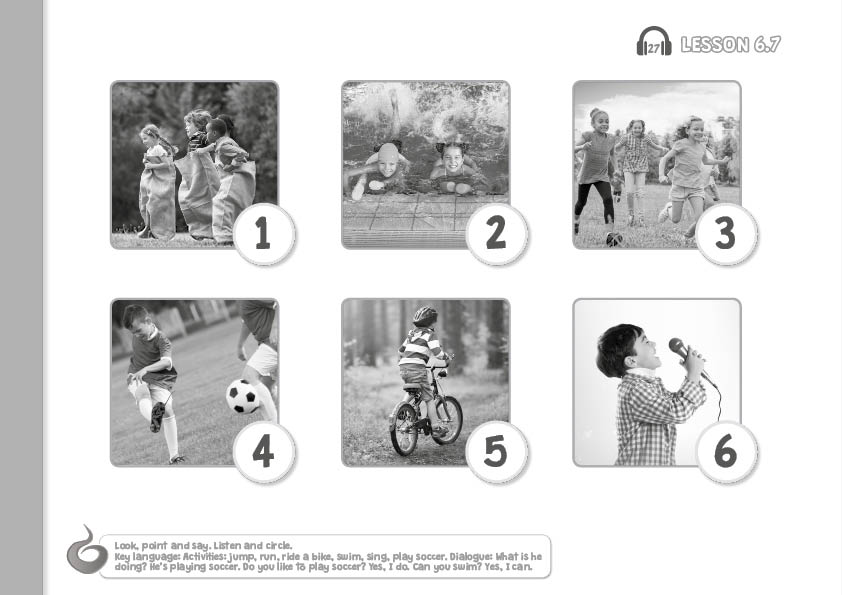 27 LESSON 6.7
1
2
3
4
5
6
6 Look, point and say. Listen and circle.
Key language: Activities: jump, run, ride a bike, swim, sing, play soccer. Dialogue: What is he
doing? He's playing soccer. Do you like to play soccer? Yes, I do. Can you swim? Yes, I can.